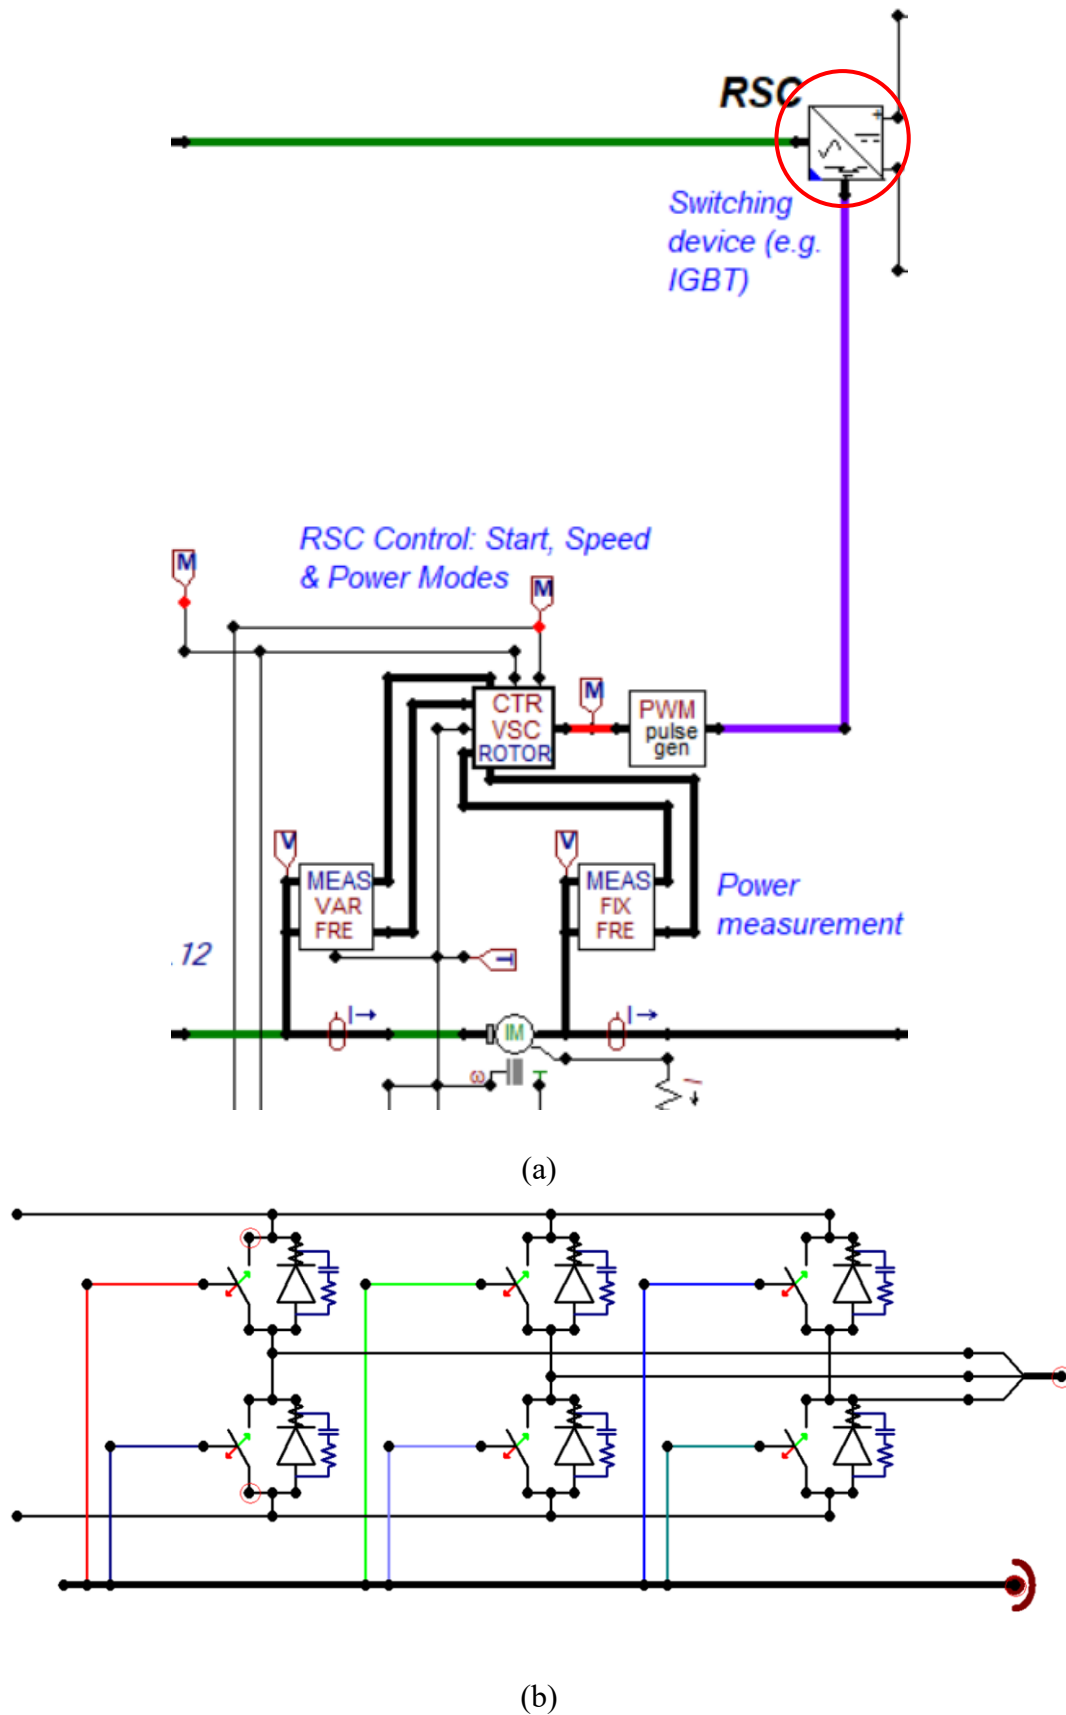 RSC
+
Switching
device (e.g.
IGBT)
RSC Control: Start, Speed
& Power Modes
M
M
M
CTR
VSC
ROTOR
PWM
pulse
gen
V
V
MEAS
VAR
FRE
MEAS
FIX
FRE
Power
measurement
. 12
T
I→
I→
IM
ω
T
I
(a)
(b)